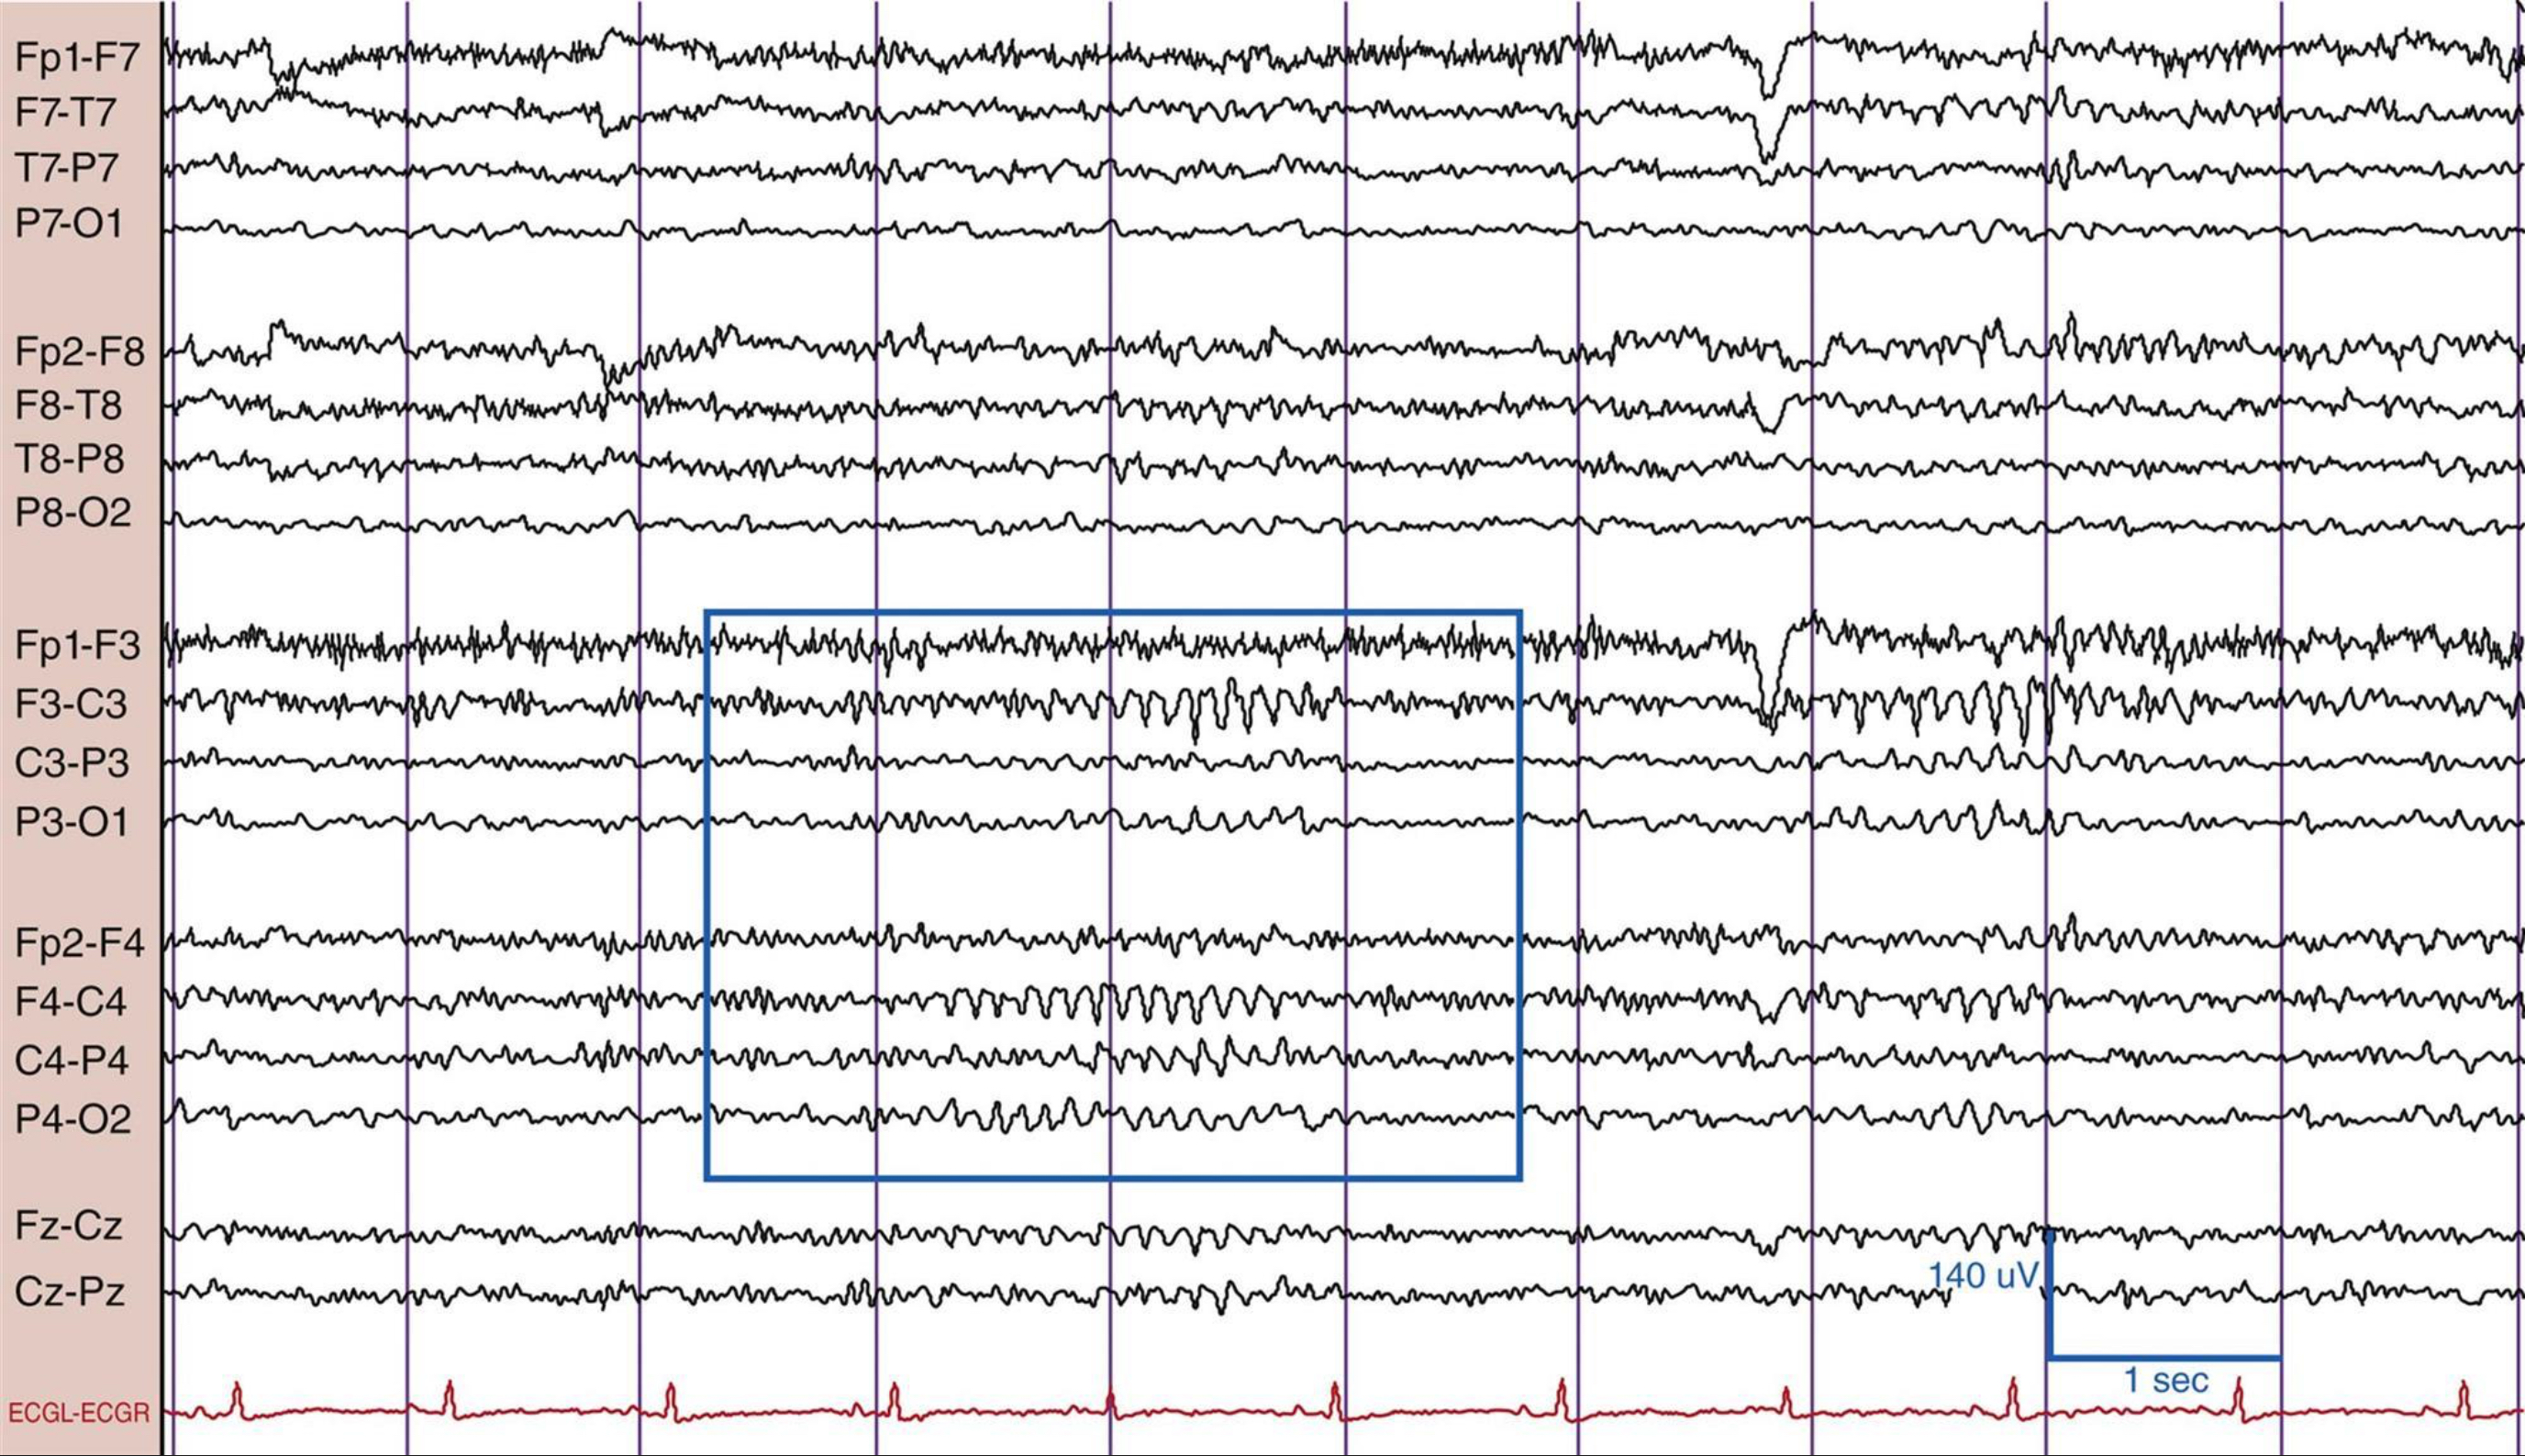 Fp1-F7
F7-T7
T7-P7
P7-O1
Fp2-F8
F8-T8
T8-P8
P8-O2
Fp1-F3
F3-C3
C3-P3
P3-O1
Fp2-F4
F4-C4
C4-P4
P4-O2
Fz-Cz
Cz-Pz
140 uV
1 sec
ECGL-ECGR